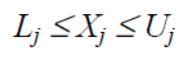 L_j ≤ X_j ≤ U_j